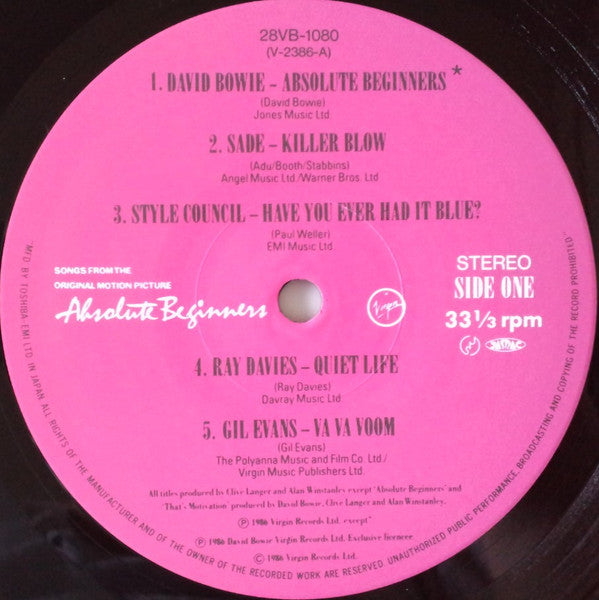 28VB-1080
(V-2386-A)
1. DAVID BOWIE – ABSOLUTE BEGINNERS *
(David Bowie)
Jones Music Ltd
2. SADE – KILLER BLOW
(Adu/Booth/Stabbins)
Angel Music Ltd./Warner Bros. Ltd
3. STYLE COUNCIL – HAVE YOU EVER HAD IT BLUE?
(Paul Weller)
EMI Music Ltd.
SONGS FROM THE
ORIGINAL MOTION PICTURE
Absolute Beginners
Virgin
STEREO
SIDE ONE
33 1/3 rpm
4. RAY DAVIES – QUIET LIFE
(Ray Davies)
Davray Music Ltd
5. GIL EVANS – VA VA VOOM
(Gil Evans)
The Polyanna Music and Film Co. Ltd./
Virgin Music Publishers Ltd.
All titles produced by Clive Langer and Alan Winstanley except 'Absolute Beginners' and
'That's Motivation' produced by David Bowie, Clive Langer and Alan Winstanley.
℗ 1986 Virgin Records Ltd. except*
℗ 1986 David Bowie Virgin Records Ltd. Exclusive licencee.
© 1986 Virgin Records Ltd.
"MF'D BY TOSHIBA EMI LTD. IN JAPAN. ALL RIGHTS OF THE MANUFACTURER AND OF THE OWNER OF THE RECORDED WORK ARE RESERVED. UNAUTHORIZED PUBLIC PERFORMANCE, BROADCASTING AND COPYING OF THE RECORD PROHIBITED"